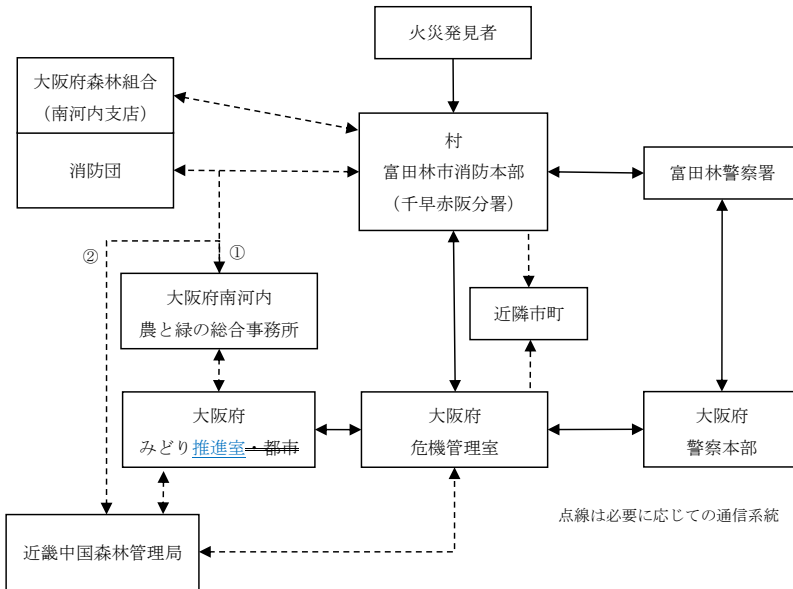 火災発見者
大阪府森林組合
(南河内支店)
消防団
村
富田林市消防本部
(千早赤阪分署)
富田林警察署
②
①
大阪府南河内
農と緑の総合事務所
近隣市町
大阪府
みどり推進室・都市
大阪府
危機管理室
大阪府
警察本部
点線は必要に応じての通信系統
近畿中国森林管理局